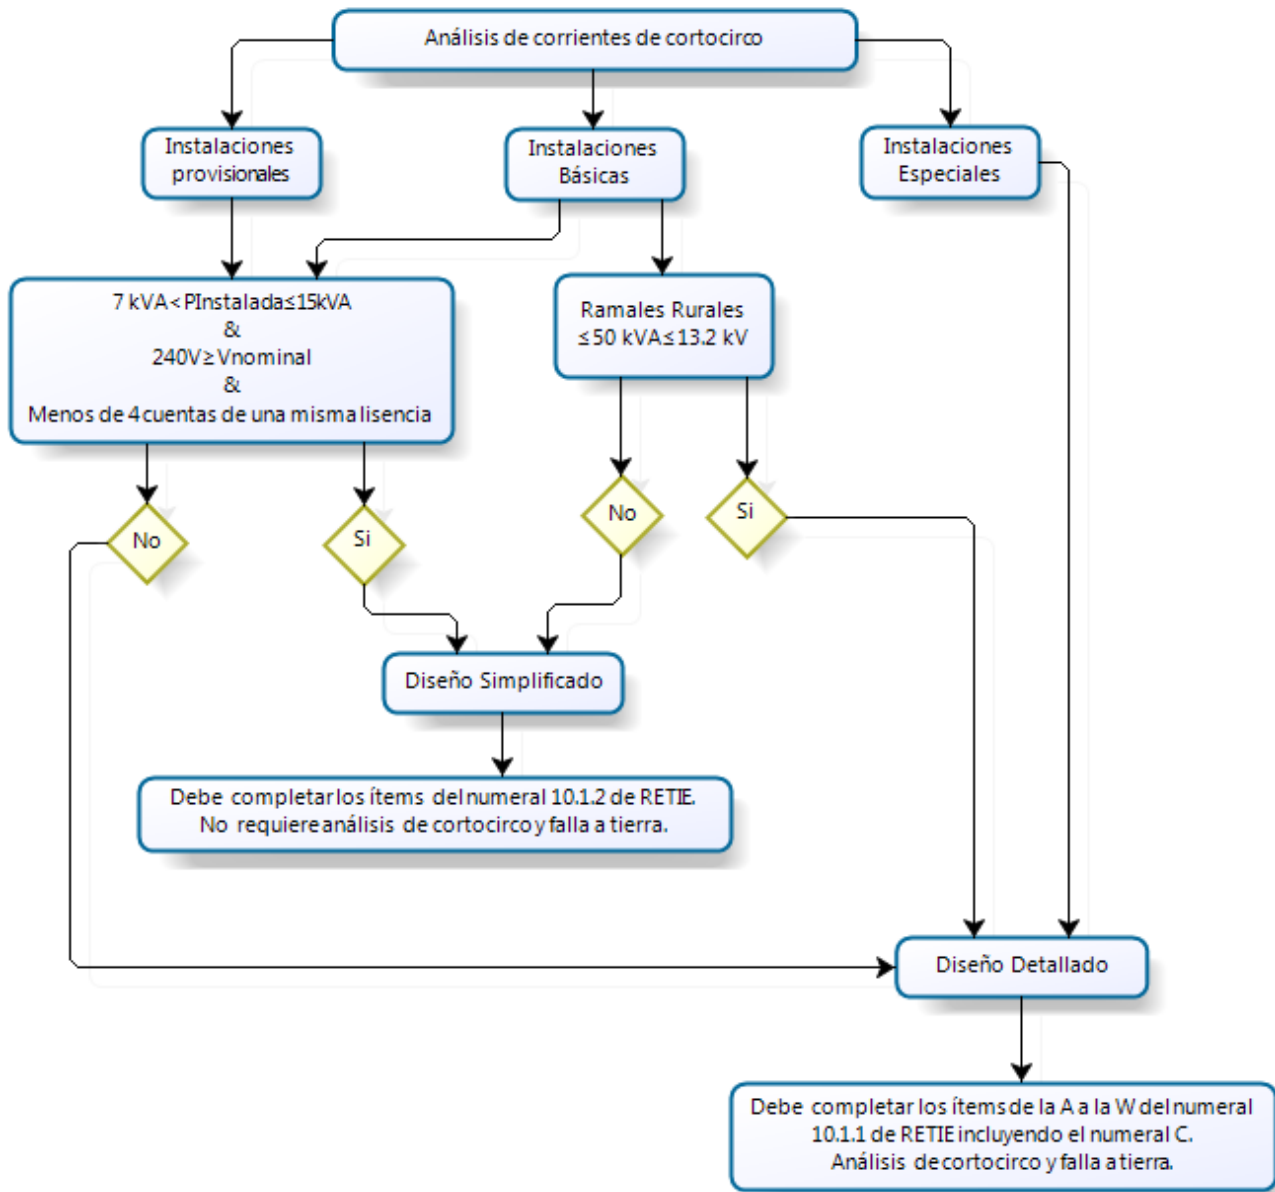 Análisis de corrientes de cortocirco
Instalaciones
provisionales
Instalaciones
Básicas
Instalaciones
Especiales
7 kVA<PInstalada≤15kVA
&
240V≥Vnominal
&
Menos de 4 cuentas de una misma lisencia
Ramales Rurales
≤50 kVA≤13.2 kV
No
Si
No
Si
Diseño Simplificado
Debe completar los ítems del numeral 10.1.2 de RETIE.
No requiere análisis de cortocirco y falla a tierra.
Diseño Detallado
Debe completar los ítems de la A a la W del numeral
10.1.1 de RETIE incluyendo el numeral C.
Análisis de cortocirco y falla a tierra.